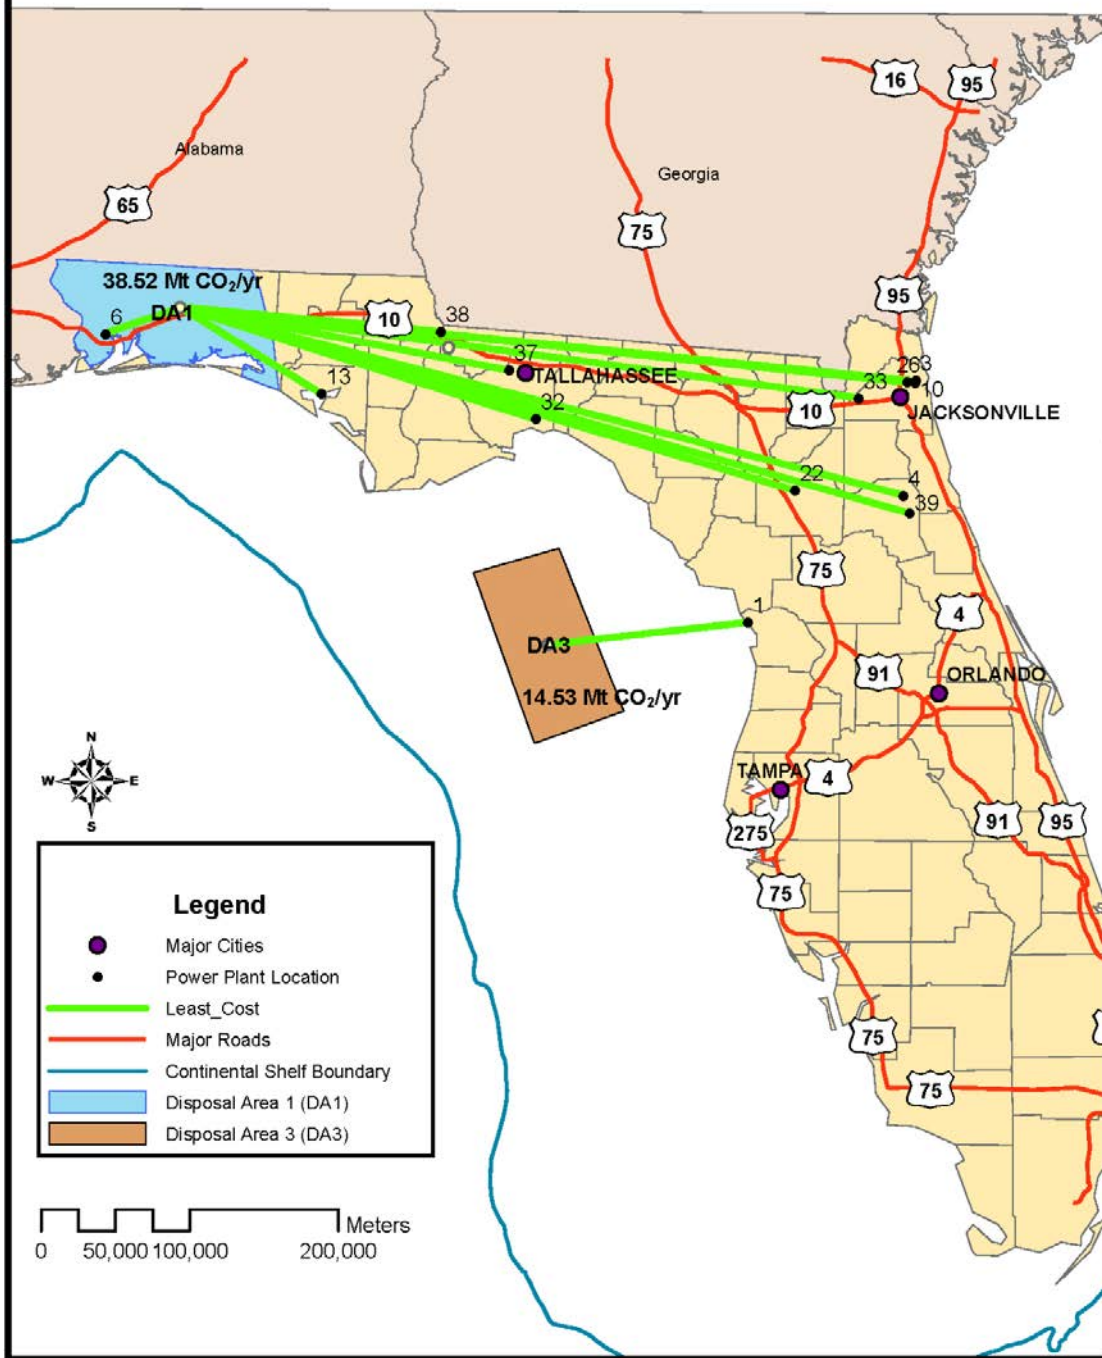 16
95
Alabama
Georgia
65
75
95
38.52 Mt CO₂/yr
DA1
6
10
38
13
37
TALLAHASSEE
32
33
263
10
10
JACKSONVILLE
22
4
39
75
1
4
DA3
91
ORLANDO
14.53 Mt CO₂/yr
N
W E
S
TAMPA
4
275
91
95
75
75
75
Legend
Major Cities
Power Plant Location
Least_Cost
Major Roads
Continental Shelf Boundary
Disposal Area 1 (DA1)
Disposal Area 3 (DA3)
Meters
0 50,000 100,000 200,000